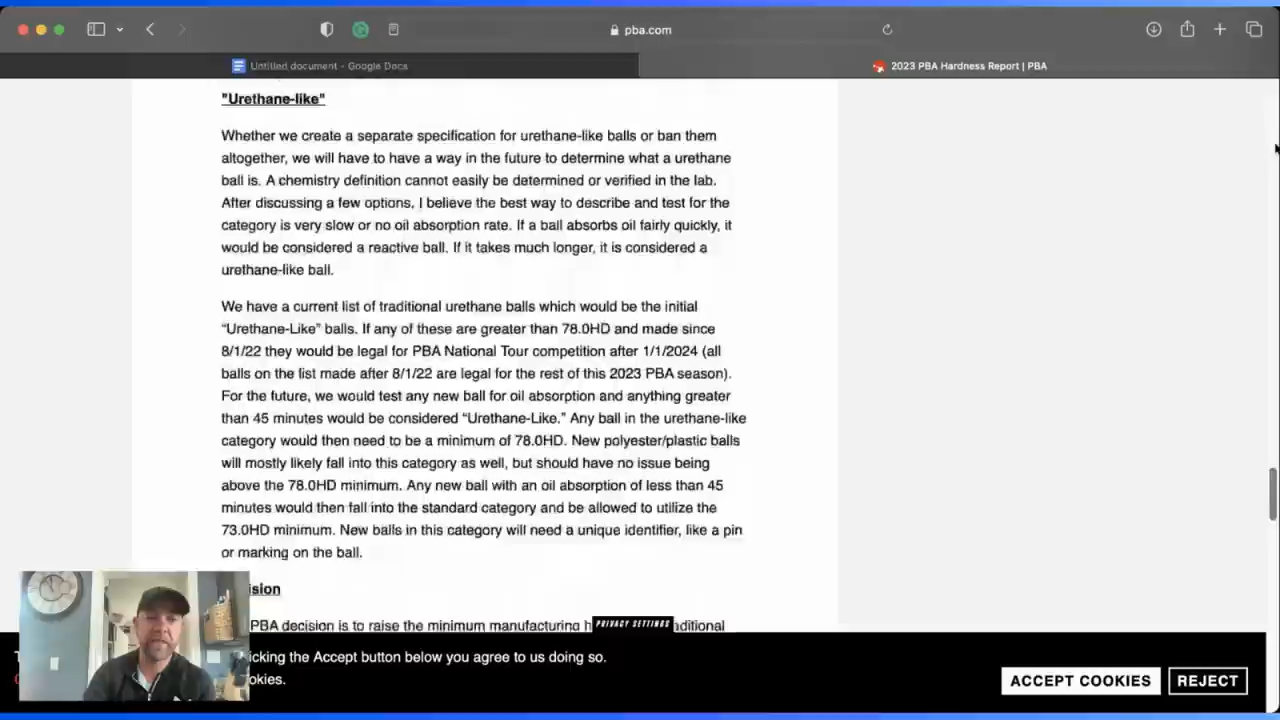 pba.com
Untitled document - Google Docs
2023 PBA Hardness Report | PBA
"Urethane-like"
Whether we create a separate specification for urethane-like balls or ban them
altogether, we will have to have a way in the future to determine what a urethane
ball is. A chemistry definition cannot easily be determined or verified in the lab.
After discussing a few options, I believe the best way to describe and test for the
category is very slow or no oil absorption rate. If a ball absorbs oil fairly quickly, it
would be considered a reactive ball. If it takes much longer, it is considered a
urethane-like ball.
We have a current list of traditional urethane balls which would be the initial
“Urethane-Like” balls. If any of these are greater than 78.0HD and made since
8/1/22 they would be legal for PBA National Tour competition after 1/1/2024 (all
balls on the list made after 8/1/22 are legal for the rest of this 2023 PBA season).
For the future, we would test any new ball for oil absorption and anything greater
than 45 minutes would be considered “Urethane-Like.” Any ball in the urethane-like
category would then need to be a minimum of 78.0HD. New polyester/plastic balls
will mostly likely fall into this category as well, but should have no issue being
above the 78.0HD minimum. Any new ball with an oil absorption of less than 45
minutes would then fall into the standard category and be allowed to utilize the
73.0HD minimum. New balls in this category will need a unique identifier, like a pin
or marking on the ball.
ision
PBA decision is to raise the minimum manufacturing h
PRIVACY SETTINGS
aditional
icking the Accept button below you agree to us doing so.
okies.
ACCEPT COOKIES
REJECT